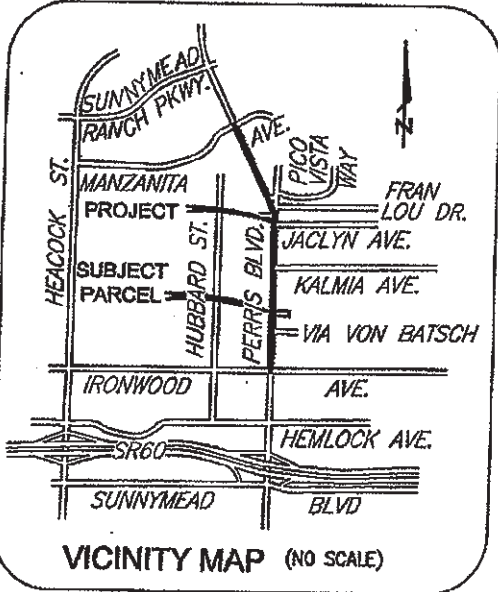 SUNNYMEAD
RANCH PKWY.
AVE.
MANZANITA
PICO
VISTA
WAY
N
HEACOCK ST.
PROJECT
HUBBARD ST.
PERRIS BLVD.
FRAN
LOU DR.
JACLYN AVE.
SUBJECT
PARCEL
KALMIA AVE.
VIA VON BATSCH
IRONWOOD AVE.
HEMLOCK AVE.
SR60
SUNNYMEAD BLVD
VICINITY MAP (NO SCALE)